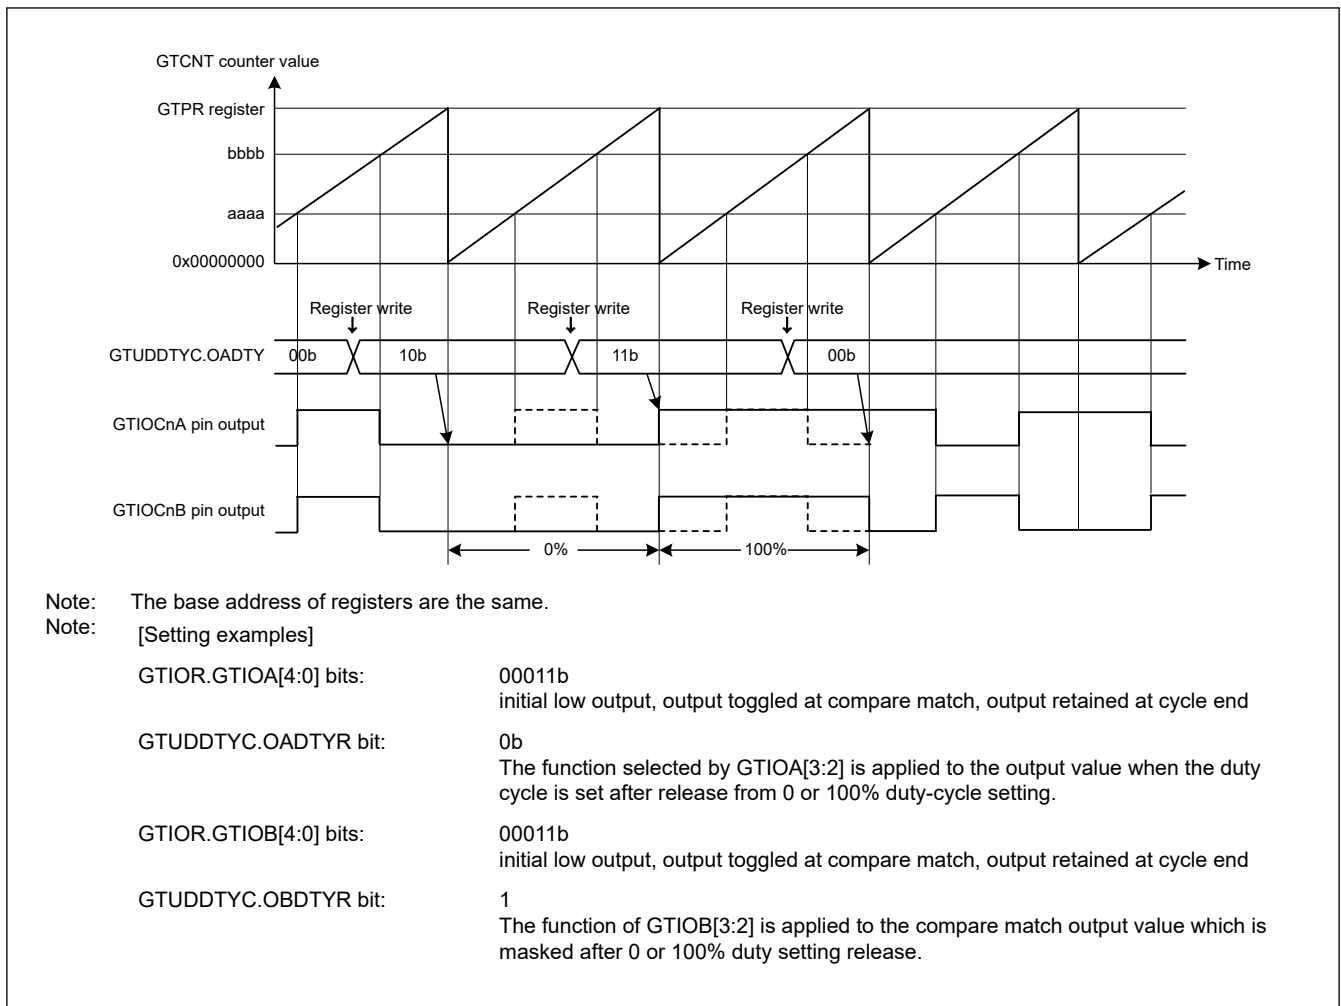 GTCNT counter value
GTPR register
bbbb
aaaa
0x00000000
Time
Register write Register write Register write
GTUDDTYC.OADTY 00b 10b 11b 00b
GTIOCnA pin output
GTIOCnB pin output
0% 100%
Note: The base address of registers are the same.
Note: [Setting examples]
GTIOR.GTIOA[4:0] bits: 00011b
initial low output, output toggled at compare match, output retained at cycle end
GTUDDTYC.OADTYR bit: 0b
The function selected by GTIOA[3:2] is applied to the output value when the duty
cycle is set after release from 0 or 100% duty-cycle setting.
GTIOR.GTIOB[4:0] bits: 00011b
initial low output, output toggled at compare match, output retained at cycle end
GTUDDTYC.OBDTYR bit: 1
The function of GTIOB[3:2] is applied to the compare match output value which is
masked after 0 or 100% duty setting release.